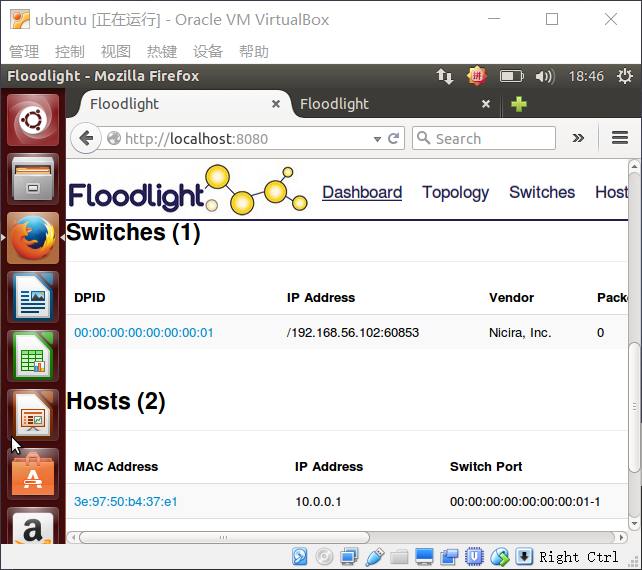 ubuntu [正在运行] - Oracle VM VirtualBox
管理 控制 视图 热键 设备 帮助
Floodlight - Mozilla Firefox 拼 18:46
Floodlight Floodlight
http://localhost:8080 Search
Floodlight Dashboard Topology Switches Host
Switches (1)
DPID IP Address Vendor Packe
00:00:00:00:00:00:00:01 /192.168.56.102:60853 Nicira, Inc. 0
Hosts (2)
MAC Address IP Address Switch Port
3e:97:50:b4:37:e1 10.0.0.1 00:00:00:00:00:00:00:01-1
a
Right Ctrl